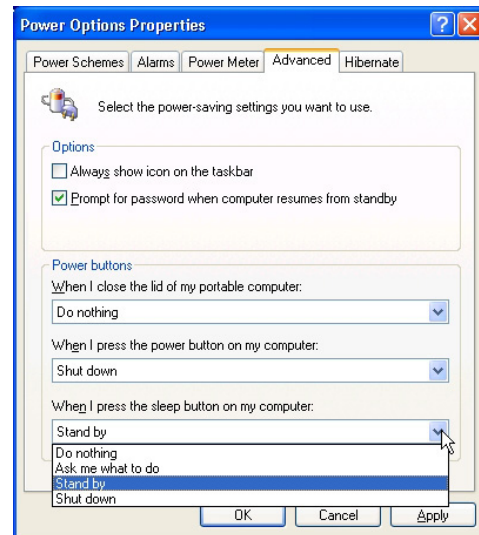 Power Options Properties
Power Schemes Alarms Power Meter Advanced Hibernate
Select the power-saving settings you want to use.
Options
Always show icon on the taskbar
Prompt for password when computer resumes from standby
Power buttons
When I close the lid of my portable computer:
Do nothing
When I press the power button on my computer:
Shut down
When I press the sleep button on my computer:
Stand by
Do nothing
Ask me what to do
Stand by
Shut down
OK Cancel Apply